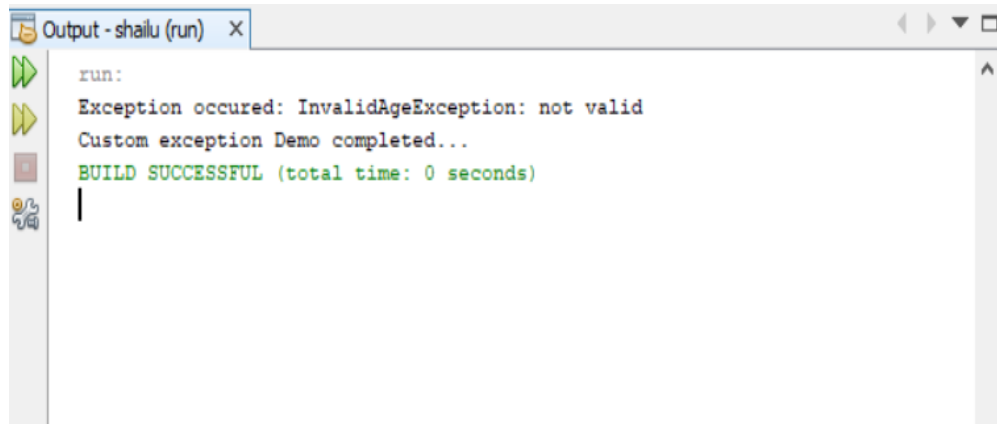 Output - shailu (run) X
run:
Exception occured: InvalidAgeException: not valid
Custom exception Demo completed...
BUILD SUCCESSFUL (total time: 0 seconds)